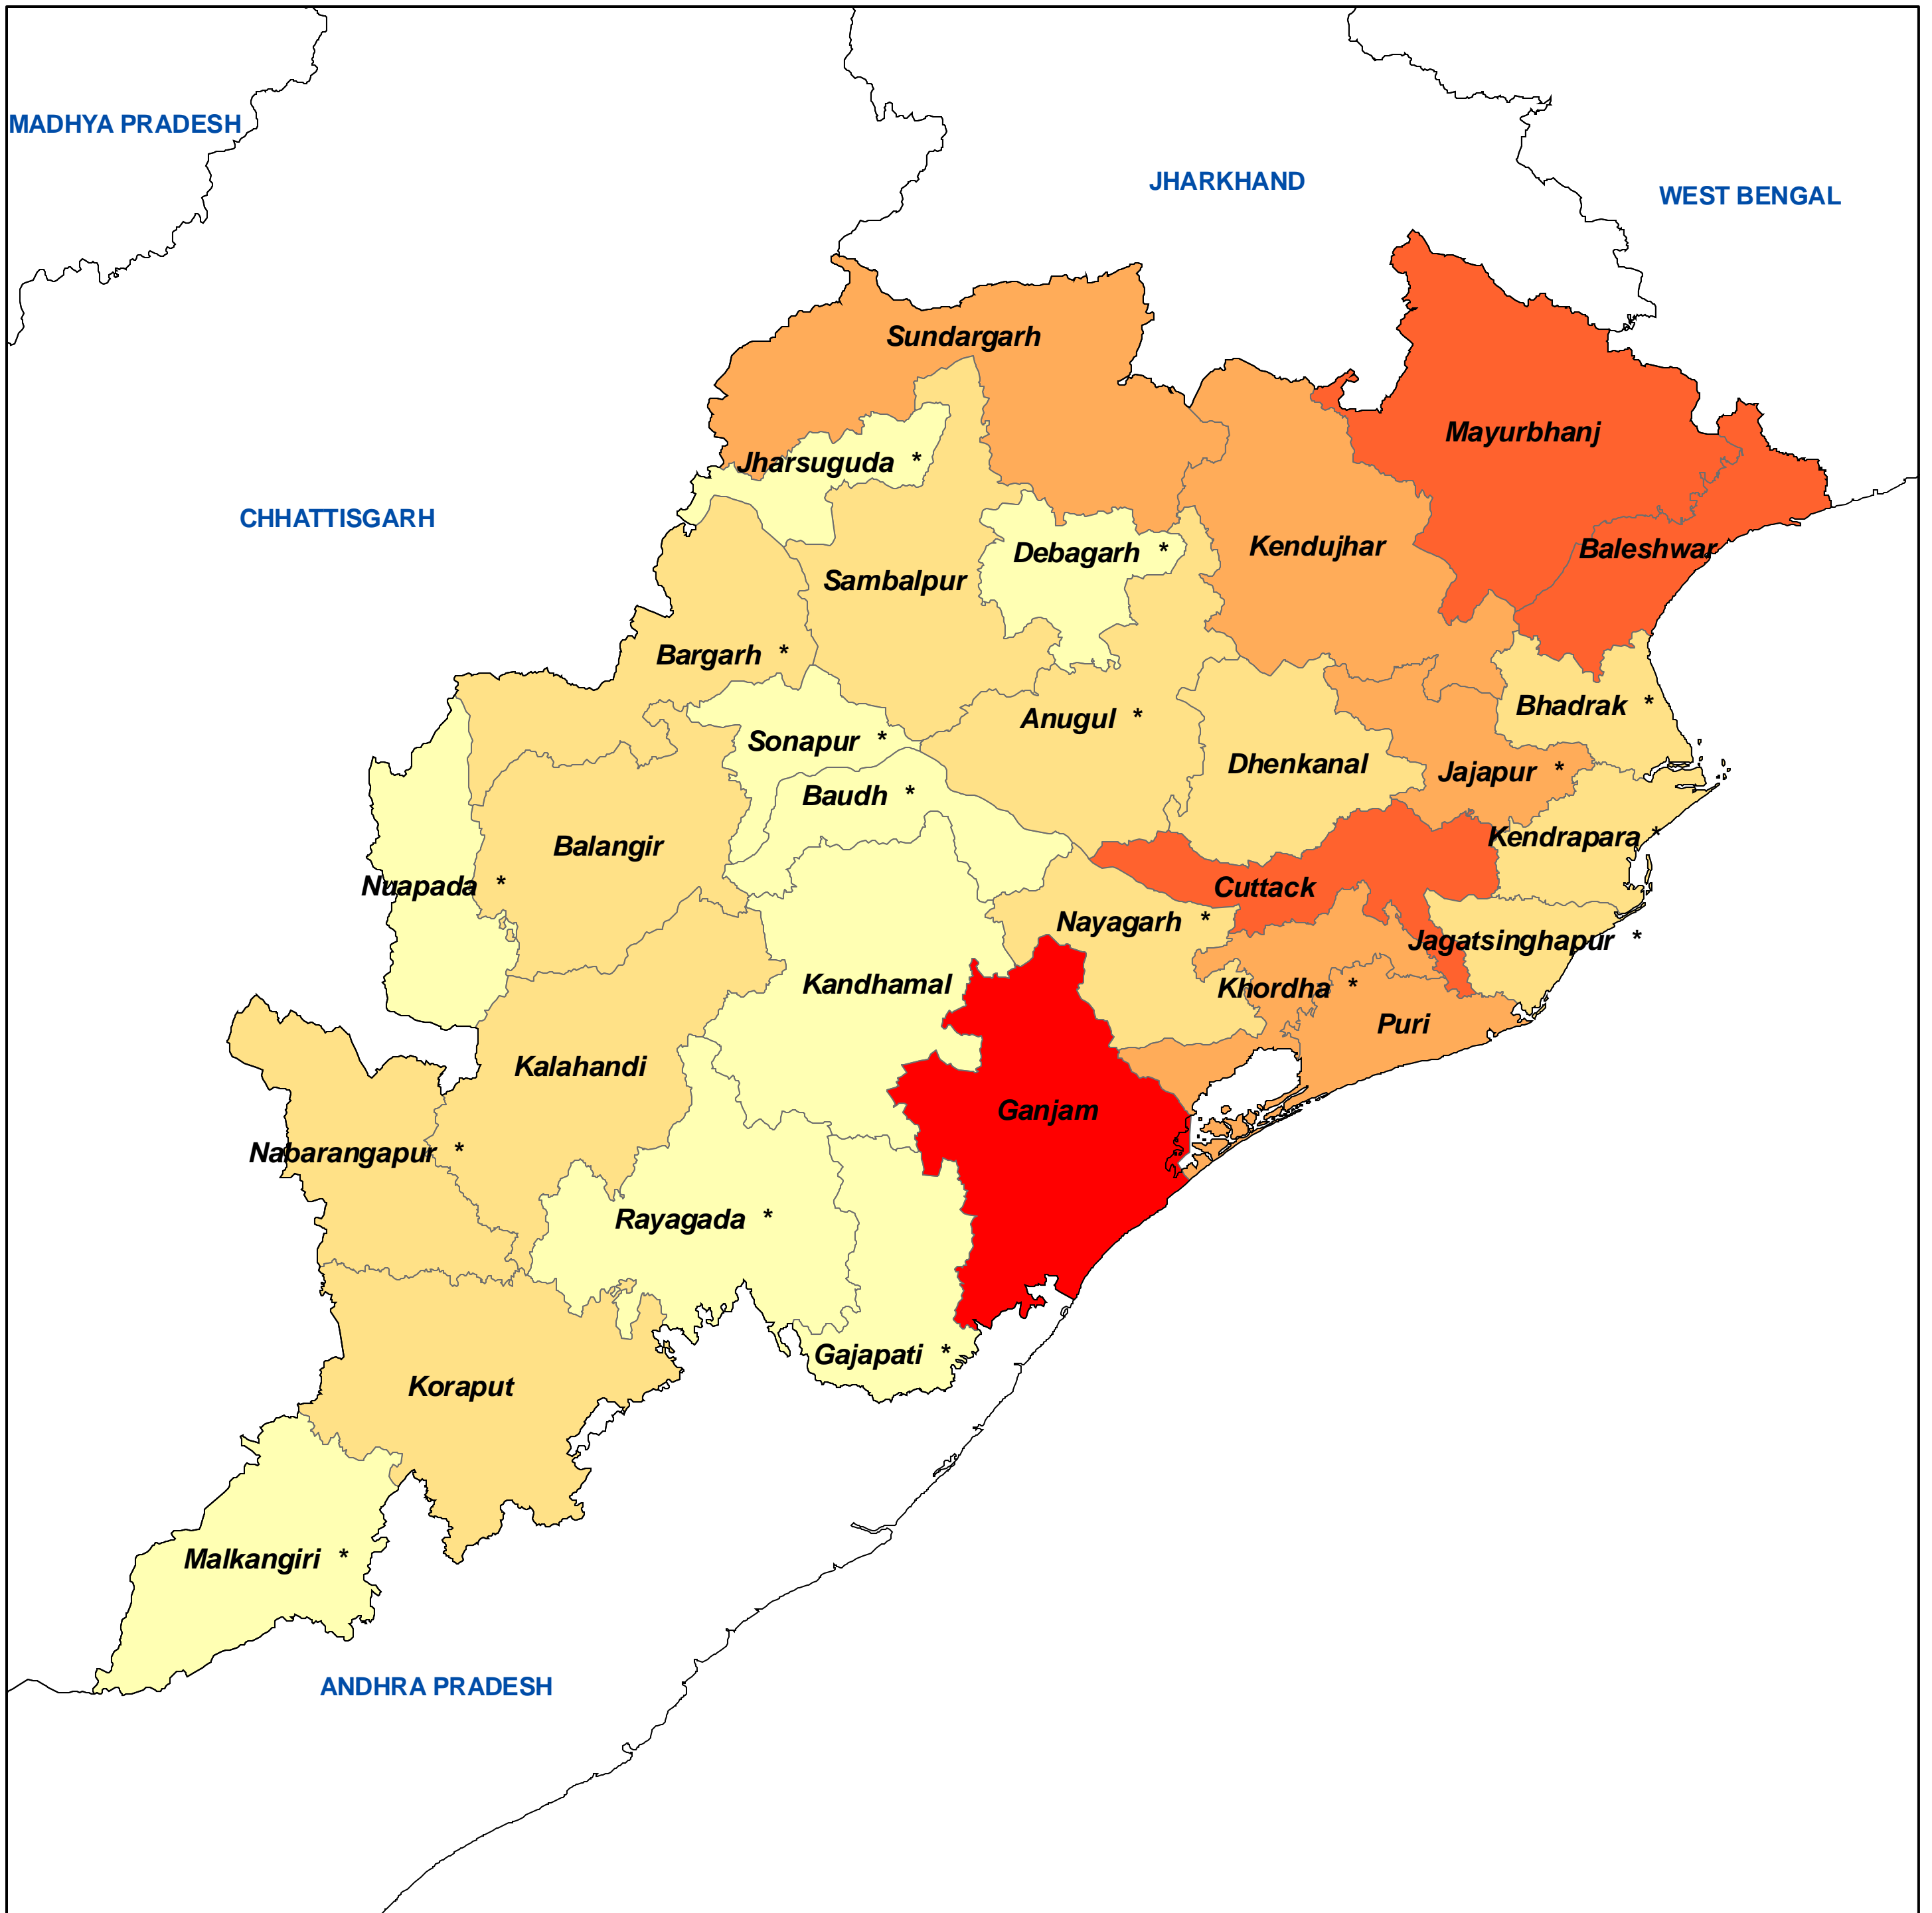 MADHYA PRADESH
JHARKHAND
WEST BENGAL
Sundargarh
Mayurbhanj
Jharsuguda *
CHHATTISGARH
Debagarh *
Kendujhar
Baleshwar
Sambalpur
Bargarh *
Bhadrak *
Anugul *
Sonapur *
Dhenkanal
Jajapur *
Baudh *
Kendrapara *
Balangir
Nuapada *
Cuttack
Nayagarh *
Jagatsinghapur *
Kandhamal
Khordha *
Puri
Kalahandi
Ganjam
Nabarangapur *
Rayagada *
Gajapati *
Koraput
Malkangiri *
ANDHRA PRADESH